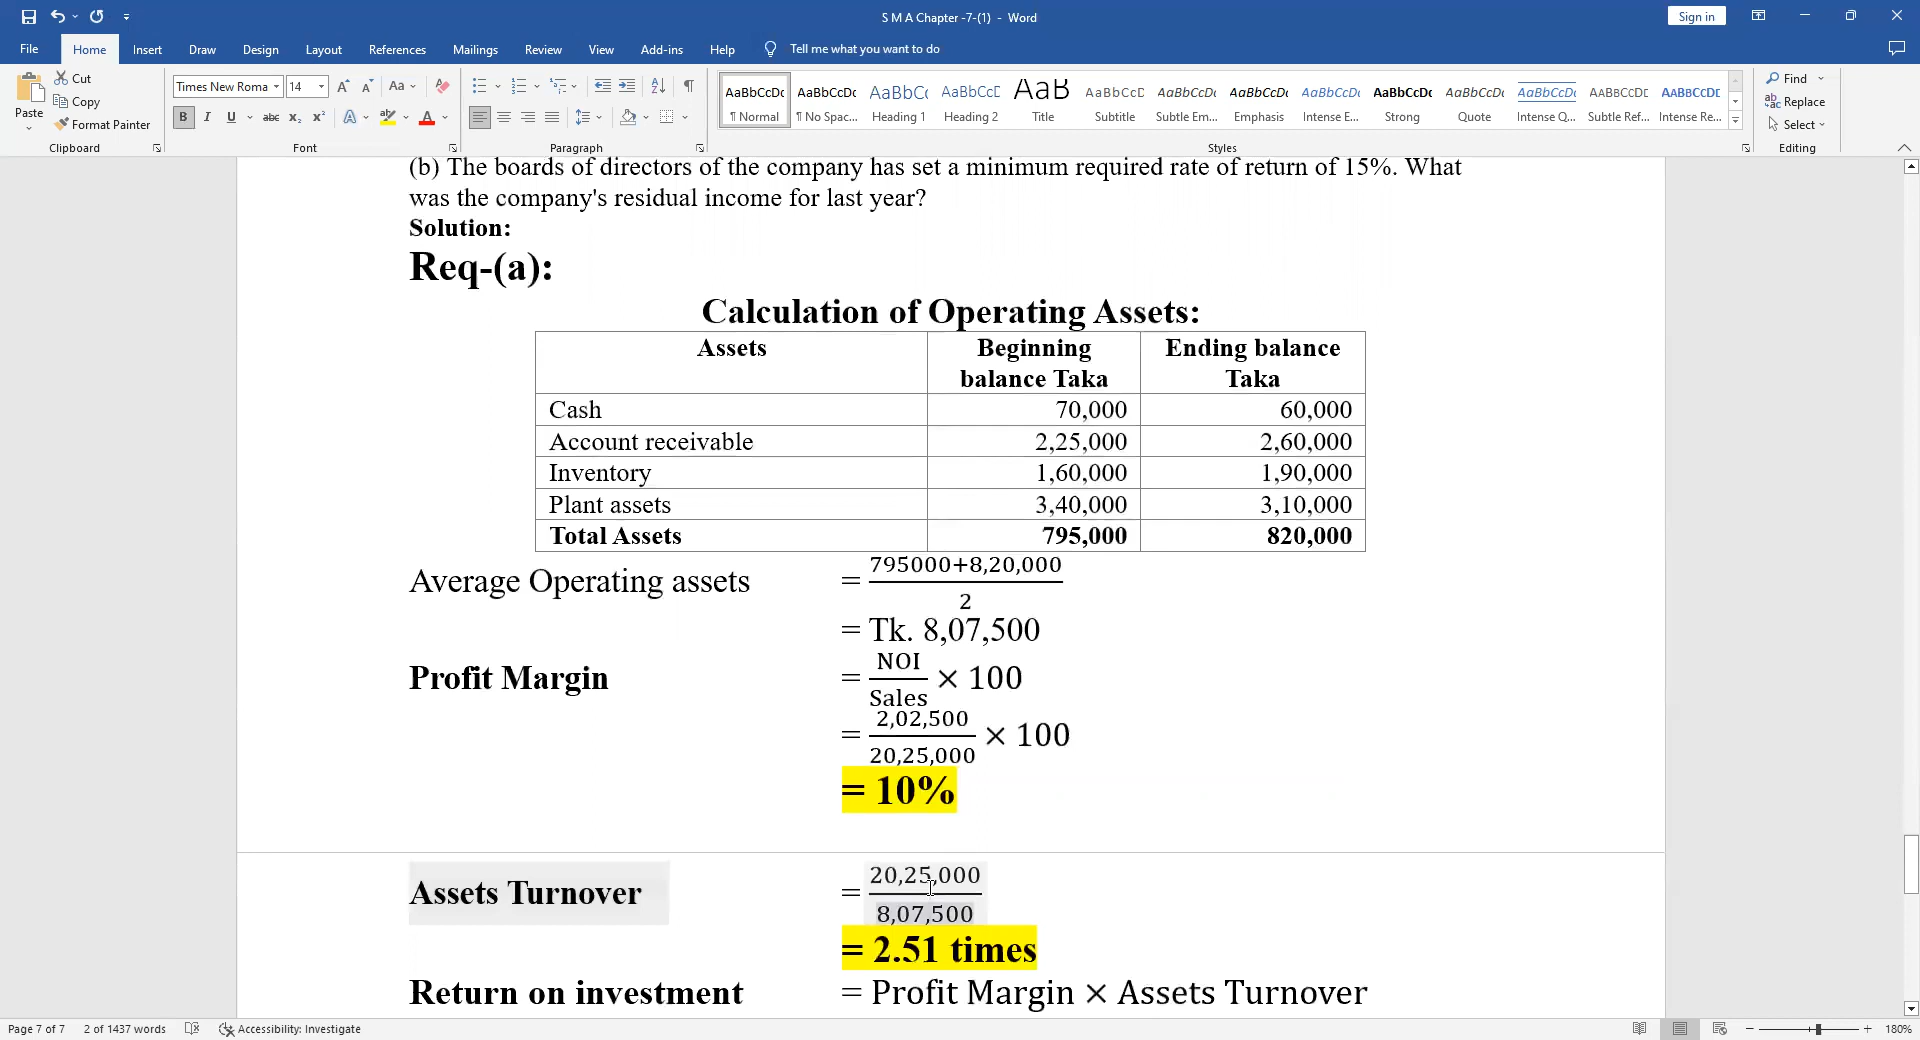 S M A Chapter -7-(1) - Word
Sign in
File Home Insert Draw Design Layout References Mailings Review View Add-ins Help Tell me what you want to do
Paste
Cut
Copy
Format Painter
Clipboard
Times New Roma 14
Font
Paragraph
AaBbCcDc ¶ Normal
AaBbCcDc ¶ No Spac...
AaBbC( Heading 1
AaBbCcE Heading 2
AaB Title
AaBbCcD Subtitle
AaBbCcDc Subtle Em...
AaBbCcDc Emphasis
AaBbCcDc Intense E...
AaBbCcDc Strong
AaBbCcDc Quote
AaBbCcDc Intense Q...
AABBCCDE Subtle Ref...
AABBCCDE Intense Re...
Styles
Find
Replace
Select
Editing
(b) The boards of directors of the company has set a minimum required rate of return of 15%. What
was the company's residual income for last year?
Solution:
Req-(a):
Calculation of Operating Assets:
Assets Beginning balance Taka Ending balance Taka
Cash 70,000 60,000
Account receivable 2,25,000 2,60,000
Inventory 1,60,000 1,90,000
Plant assets 3,40,000 3,10,000
Total Assets 795,000 820,000
Average Operating assets = 795000+8,20,000
2
= Tk. 8,07,500
Profit Margin = NOI
Sales × 100
= 2,02,500
20,25,000 × 100
= 10%
Assets Turnover = 20,25,000
8,07,500
= 2.51 times
Return on investment = Profit Margin × Assets Turnover
Page 7 of 7 2 of 1437 words Accessibility: Investigate 180%